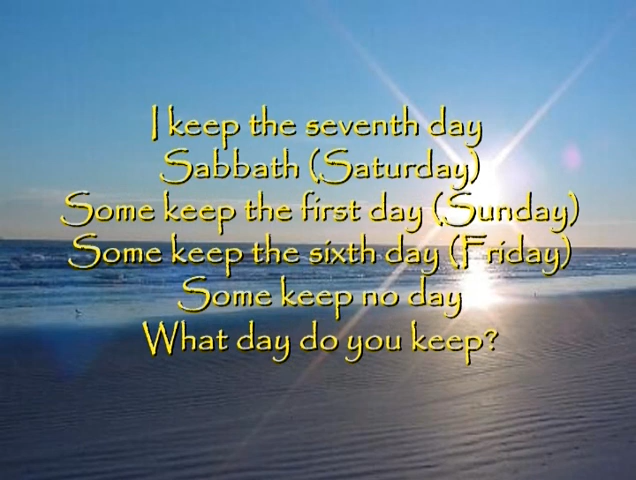 I keep the seventh day
Sabbath (Saturday)
Some keep the first day (Sunday)
Some keep the sixth day (Friday)
Some keep no day
What day do you keep?